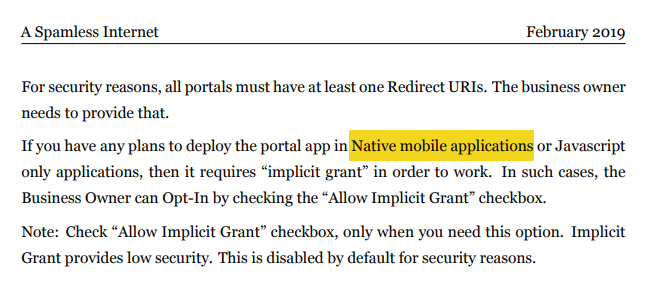 A Spamless Internet February 2019
For security reasons, all portals must have at least one Redirect URIs. The business owner
needs to provide that.
If you have any plans to deploy the portal app in Native mobile applications or Javascript
only applications, then it requires “implicit grant” in order to work. In such cases, the
Business Owner can Opt-In by checking the “Allow Implicit Grant” checkbox.
Note: Check “Allow Implicit Grant” checkbox, only when you need this option. Implicit
Grant provides low security. This is disabled by default for security reasons.